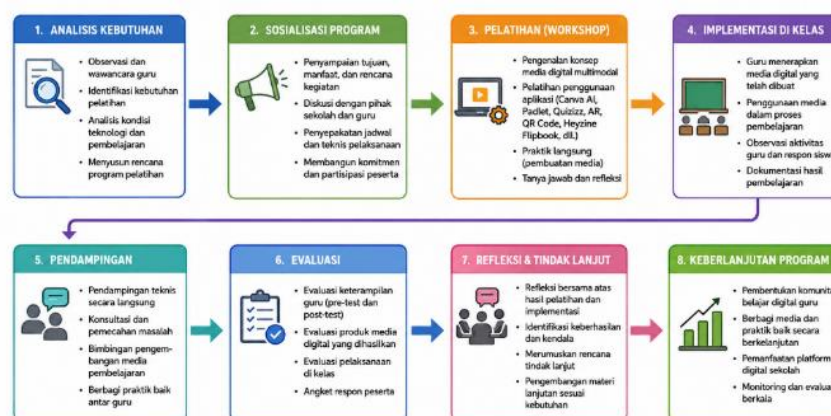 1. ANALISIS KEBUTUHAN
• Observasi dan
wawancara guru
• Identifikasi kebutuhan
pelatihan
• Analisis kondisi
teknologi dan
pembelajaran
• Menyusun rencana
program pelatihan
2. SOSIALISASI PROGRAM
• Penyampaian tujuan,
manfaat, dan rencana
kegiatan
• Diskusi dengan pihak
sekolah dan guru
• Penyepakatan jadwal
dan teknis pelaksanaan
• Membangun komitmen
dan partisipasi peserta
3. PELATIHAN (WORKSHOP)
• Pengenalan konsep
media digital multimodal
• Pelatihan penggunaan
aplikasi (Canva AI,
Padlet, Quizizz, AR,
QR Code, Heyzine
Flipbook, dll.)
• Praktik langsung
(pembuatan media)
• Tanya jawab dan refleksi
4. IMPLEMENTASI DI KELAS
• Guru menerapkan
media digital yang
telah dibuat
• Penggunaan media
dalam proses
pembelajaran
• Observasi aktivitas
guru dan respon sisw
• Dokumentasi hasil
pembelajaran
5. PENDAMPINGAN
• Pendampingan teknis
secara langsung
• Konsultasi dan
pemecahan masalah
• Bimbingan pengem-
bangan media
pembelajaran
• Berbagi praktik baik
antar guru
6. EVALUASI
• Evaluasi keterampilan
guru (pre-test dan
post-test)
• Evaluasi produk media
digital yang dihasilkan
• Evaluasi pelaksanaan
di kelas
• Angket respon peserta
7. REFLEKSI & TINDAK LANJUT
• Refleksi bersama atas
hasil pelatihan dan
implementasi
• Identifikasi keberhasilan
dan kendala
• Merumuskan rencana
tindak lanjut
• Pengembangan materi
lanjutan sesuai
kebutuhan
8. KEBERLANJUTAN PROGRAM
• Pembentukan komunita
belajar digital guru
• Berbagi media dan
praktik baik secara
berkelanjutan
• Pemanfaatan platform
digital sekolah
• Monitoring dan evalua
berkala